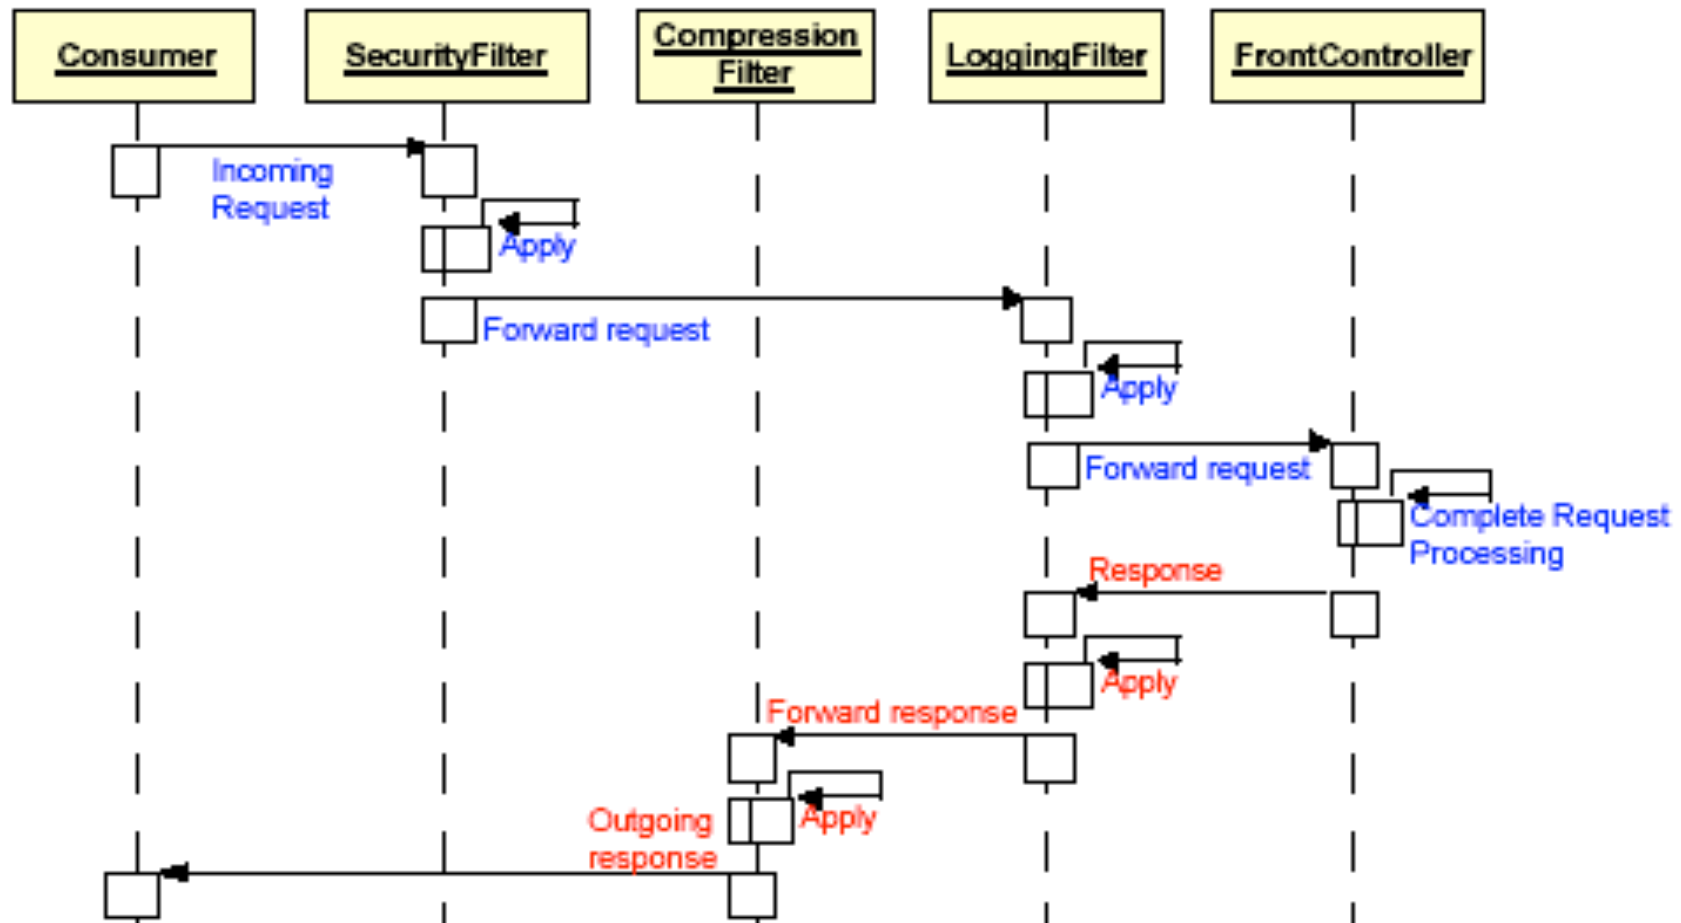 Consumer
SecurityFilter
Compression
Filter
LoggingFilter
FrontController
Incoming
Request
Apply
Forward request
Apply
Forward request
Complete Request
Processing
Response
Apply
Forward response
Apply
Outgoing
response